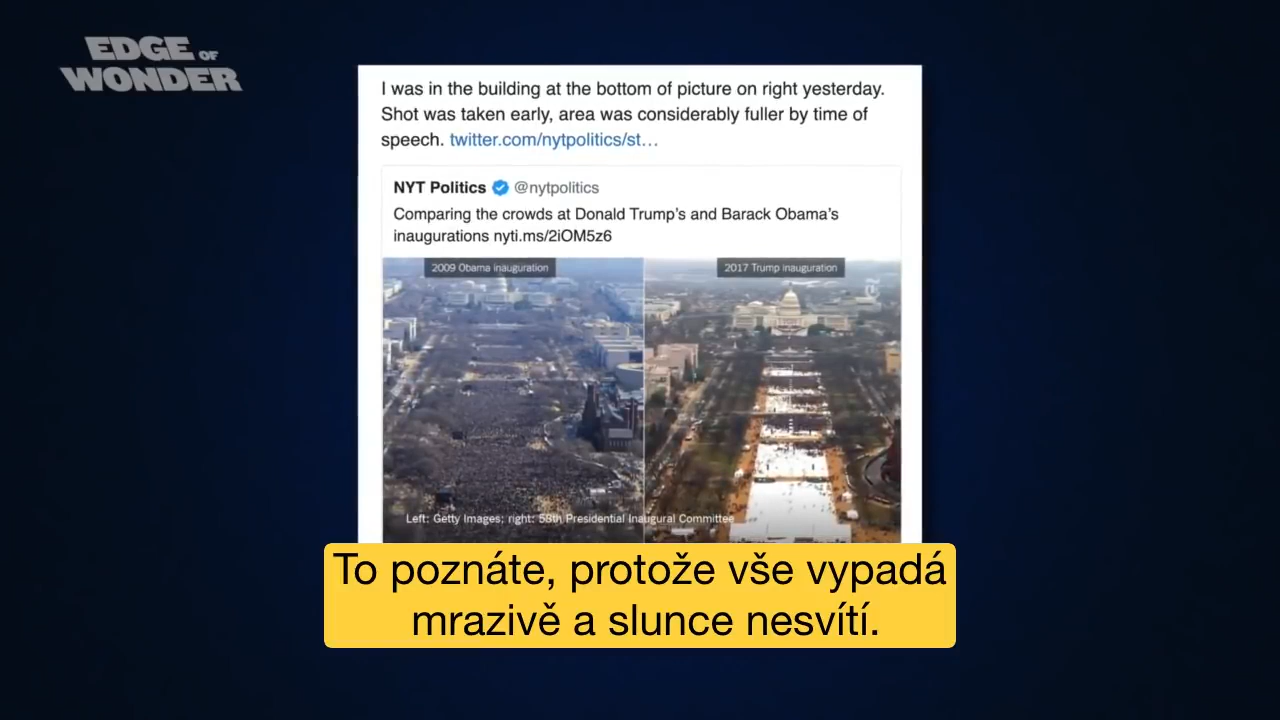 EDGE OF
WONDER
I was in the building at the bottom of picture on right yesterday.
Shot was taken early, area was considerably fuller by time of
speech. twitter.com/nytpolitics/st…
NYT Politics @nytpolitics
Comparing the crowds at Donald Trump's and Barack Obama's
inaugurations nyti.ms/2iOM5z6
2009 Obama inauguration
2017 Trump inauguration
Left: Getty Images; right: 58th Presidential Inaugural Committee
To poznáte, protože vše vypadá
mrazivě a slunce nesvítí.